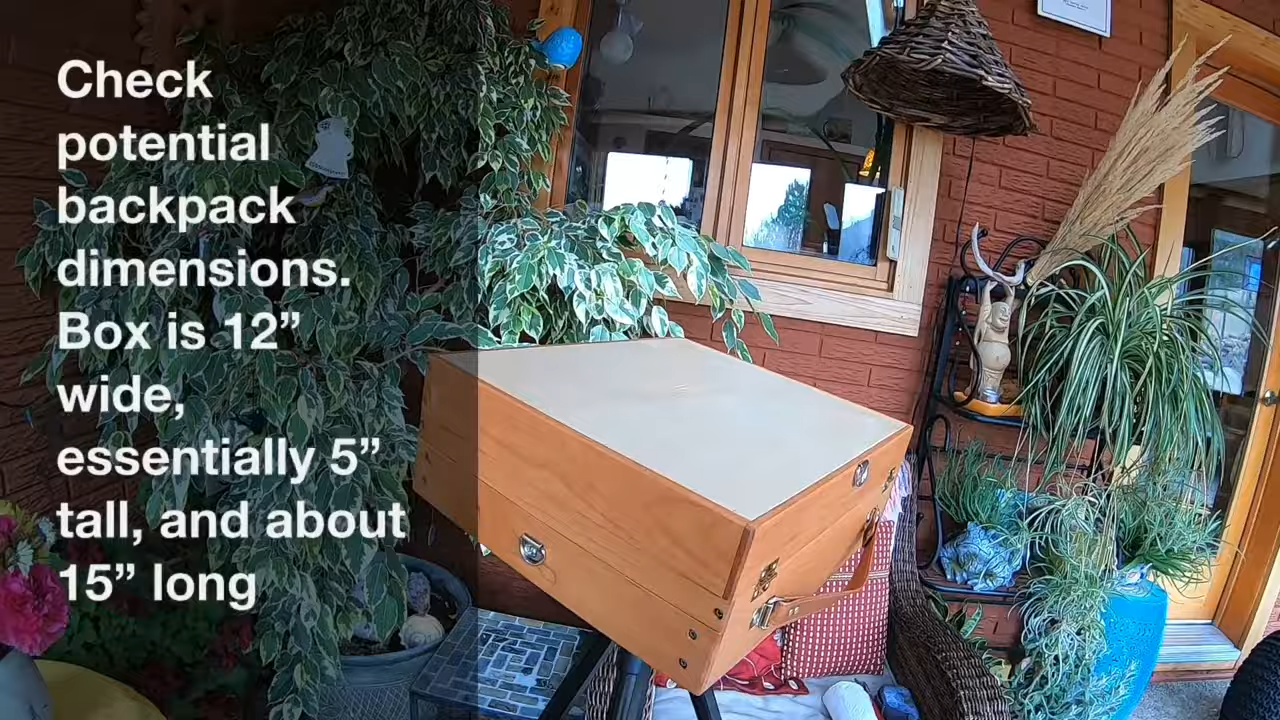 Check
potential
backpack
dimensions.
Box is 12”
wide,
essentially 5”
tall, and about
15” long